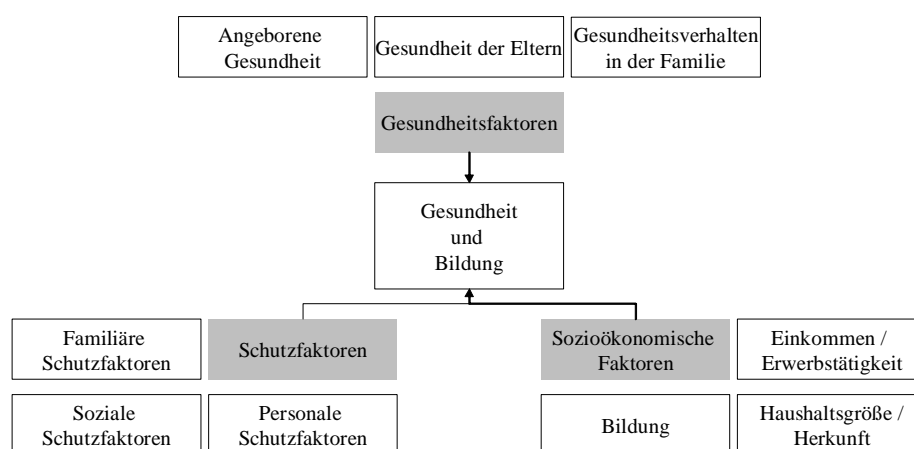 Angeborene
Gesundheit
Gesundheit der Eltern
Gesundheitsverhalten
in der Familie
Gesundheitsfaktoren
Gesundheit
und
Bildung
Familiäre
Schutzfaktoren
Schutzfaktoren
Sozioökonomische
Faktoren
Einkommen /
Erwerbstätigkeit
Soziale
Schutzfaktoren
Personale
Schutzfaktoren
Bildung
Haushaltsgröße /
Herkunft